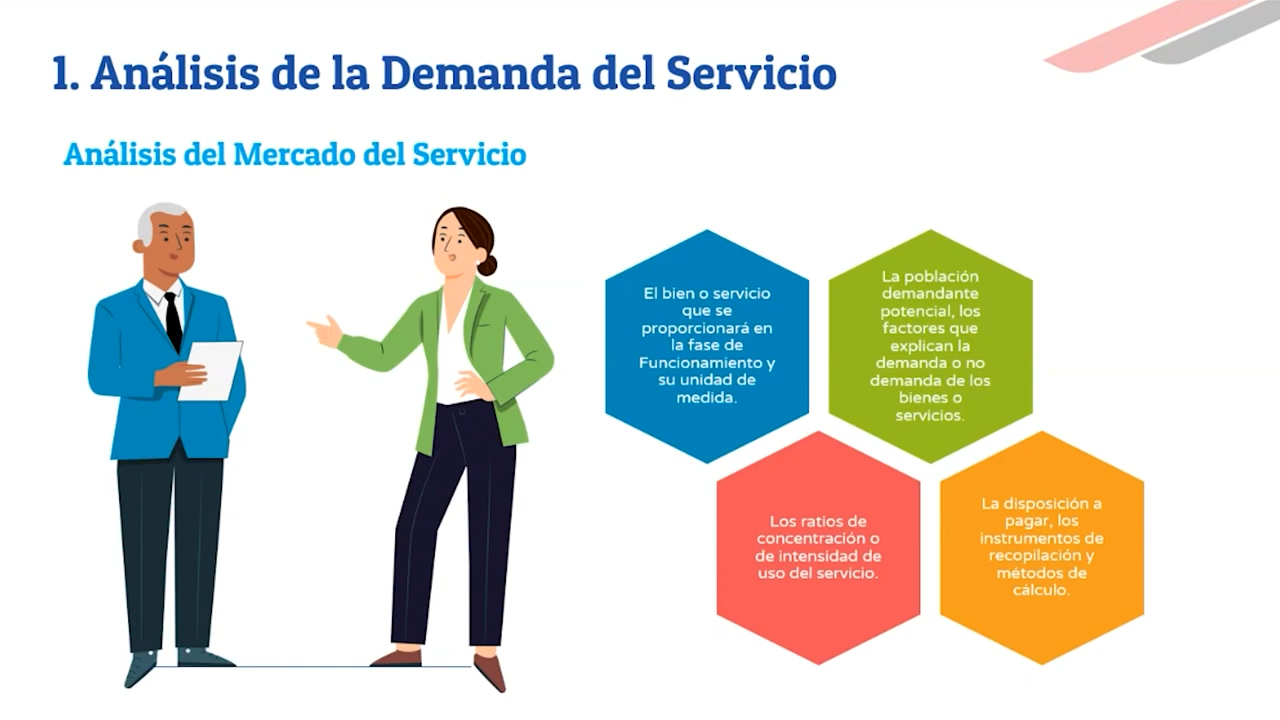 1. Análisis de la Demanda del Servicio
Análisis del Mercado del Servicio
El bien o servicio
que se
proporcionará en
la fase de
Funcionamiento y
su unidad de
medida.
La población
demandante
potencial, los
factores que
explican la
demanda o no
demanda de los
bienes o
servicios.
Los ratios de
concentración o
de intensidad de
uso del servicio.
La disposición a
pagar, los
instrumentos de
recopilación y
métodos de
cálculo.